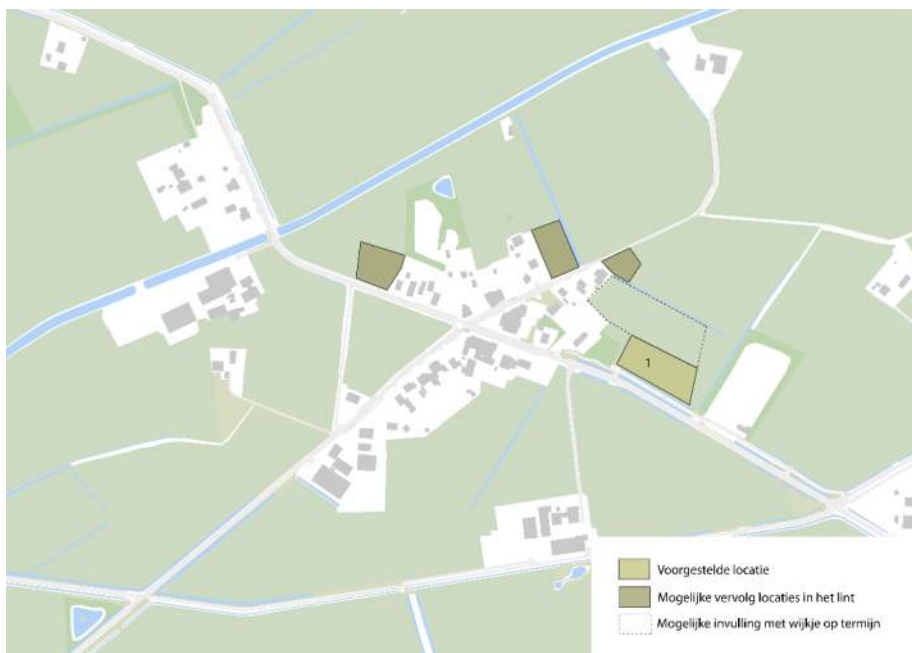 1
Voorgestelde locatie
Mogelijke vervolg locaties in het lint
Mogelijke invulling met wijkje op termijn